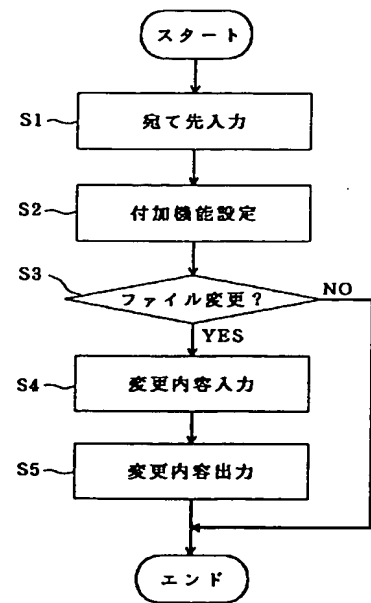 スタート
S1
宛て先入力
S2
付加機能設定
S3
ファイル変更?
NO
YES
S4
変更内容入力
S5
変更内容出力
エンド